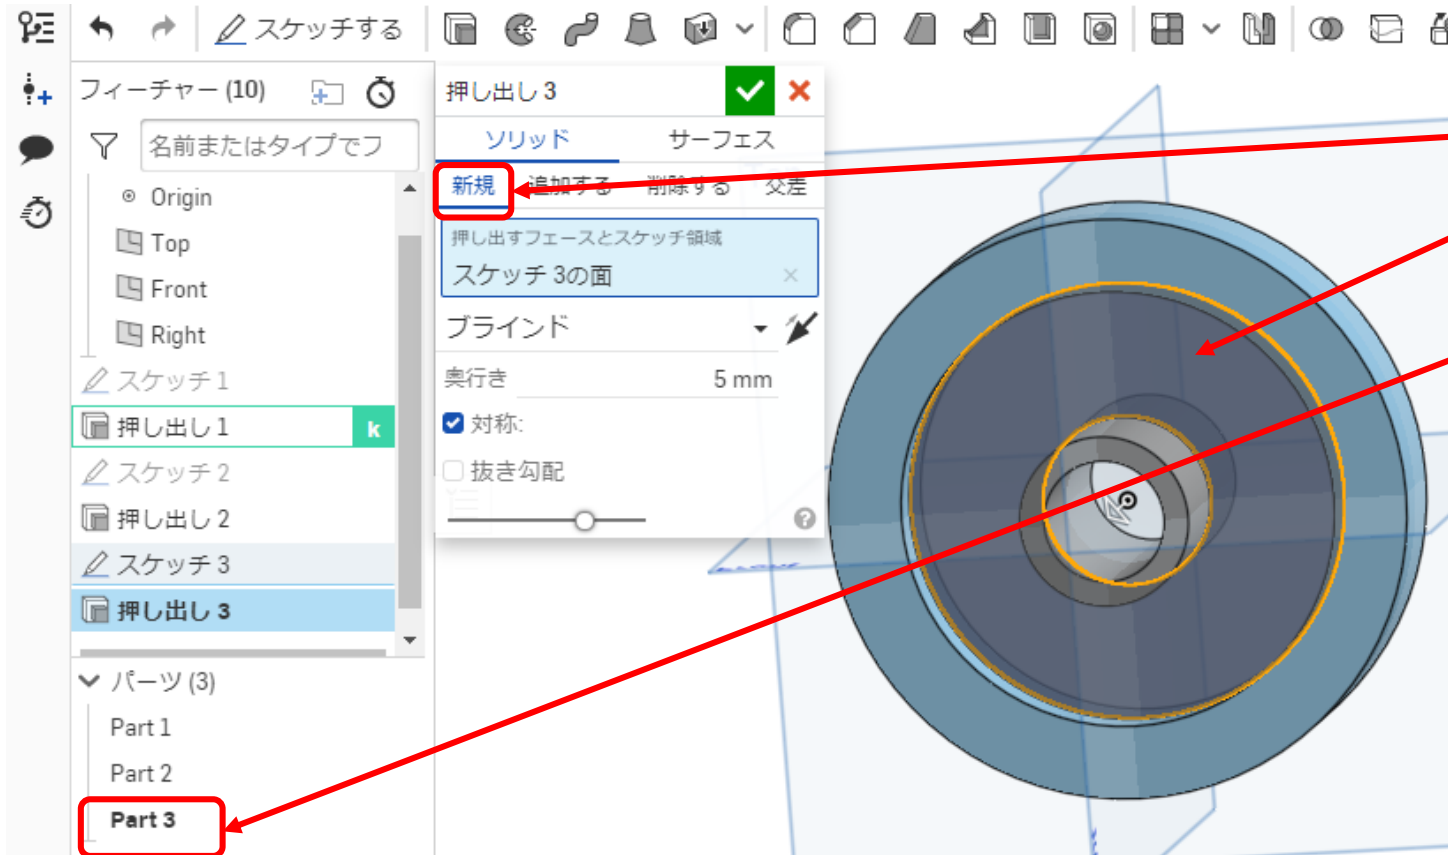 スケッチする
フィーチャー (10)
名前またはタイプでフ
Origin
Top
Front
Right
スケッチ 1
押し出し 1
k
スケッチ 2
押し出し 2
スケッチ 3
押し出し 3
パーツ (3)
Part 1
Part 2
Part 3
押し出し 3
ソリッド サーフェス
新規 追加する 削除する 交差
押し出すフェースとスケッチ領域
スケッチ 3の面
ブラインド
奥行き 5 mm
対称:
抜き勾配